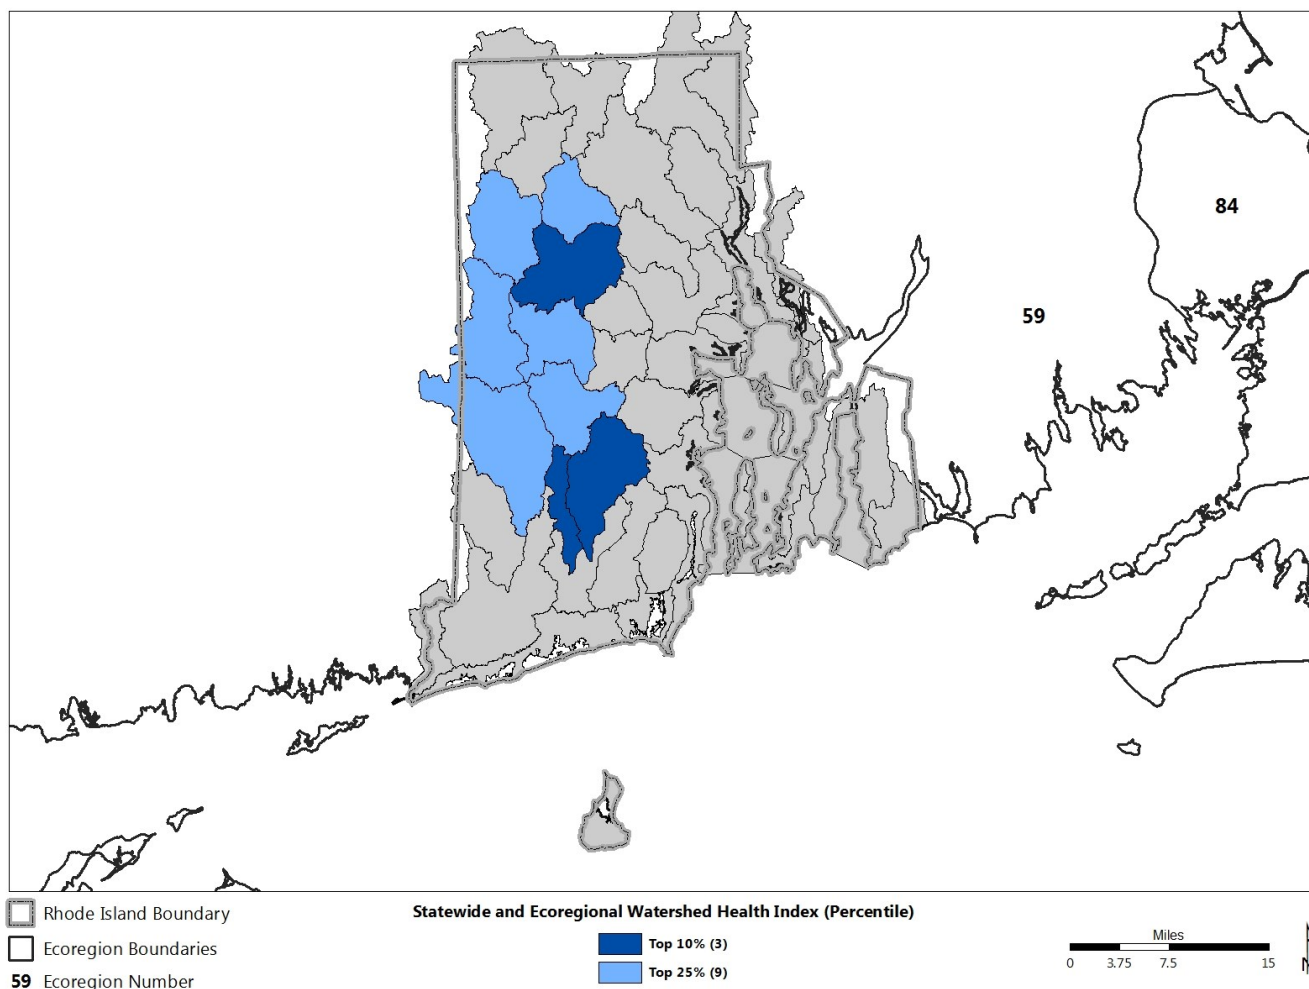 84
59
Rhode Island Boundary
Ecoregion Boundaries
59 Ecoregion Number
Statewide and Ecoregional Watershed Health Index (Percentile)
Top 10% (3)
Top 25% (9)
Miles
0 3.75 7.5 15